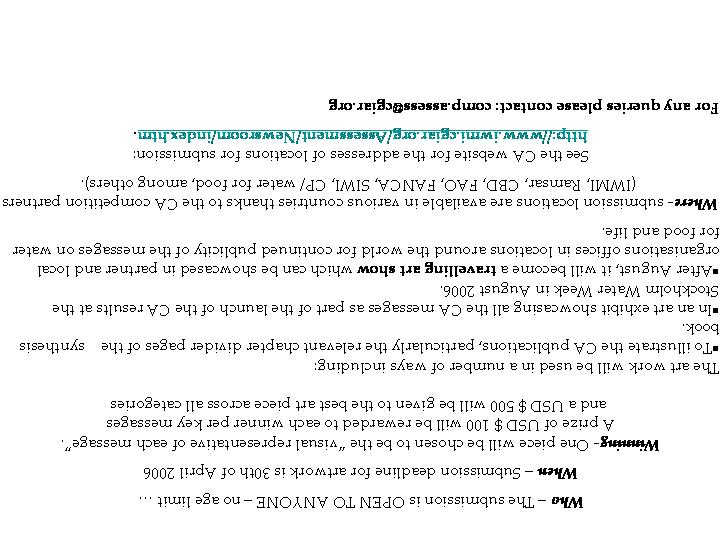 Who – The submission is OPEN TO ANYONE – no age limit …
When – Submission deadline for artwork is 30th of April 2006
Winning- One piece will be chosen to be the “visual representative of each message”.
A prize of USD $ 100 will be rewarded to each winner per key messages
and a USD $ 500 will be given to the best art piece across all categories
The art work will be used in a number of ways including:
▪To illustrate the CA publications, particularly the relevant chapter divider pages of the synthesis
book.
▪In an art exhibit showcasing all the CA messages as part of the launch of the CA results at the
Stockholm Water Week in August 2006.
▪After August, it will become a travelling art show which can be showcased in partner and local
organisations offices in locations around the world for continued publicity of the messages on water
for food and life.
Where- submission locations are available in various countries thanks to the CA competition partners
(IWMI, Ramsar, CBD, FAO, FANCA, SIWI, CP/ water for food, among others).
See the CA website for the addresses of locations for submission:
http://www.iwmi.cgiar.org/Assessment/Newsroom/index.htm.
For any queries please contact: comp.assess@cgiar.org